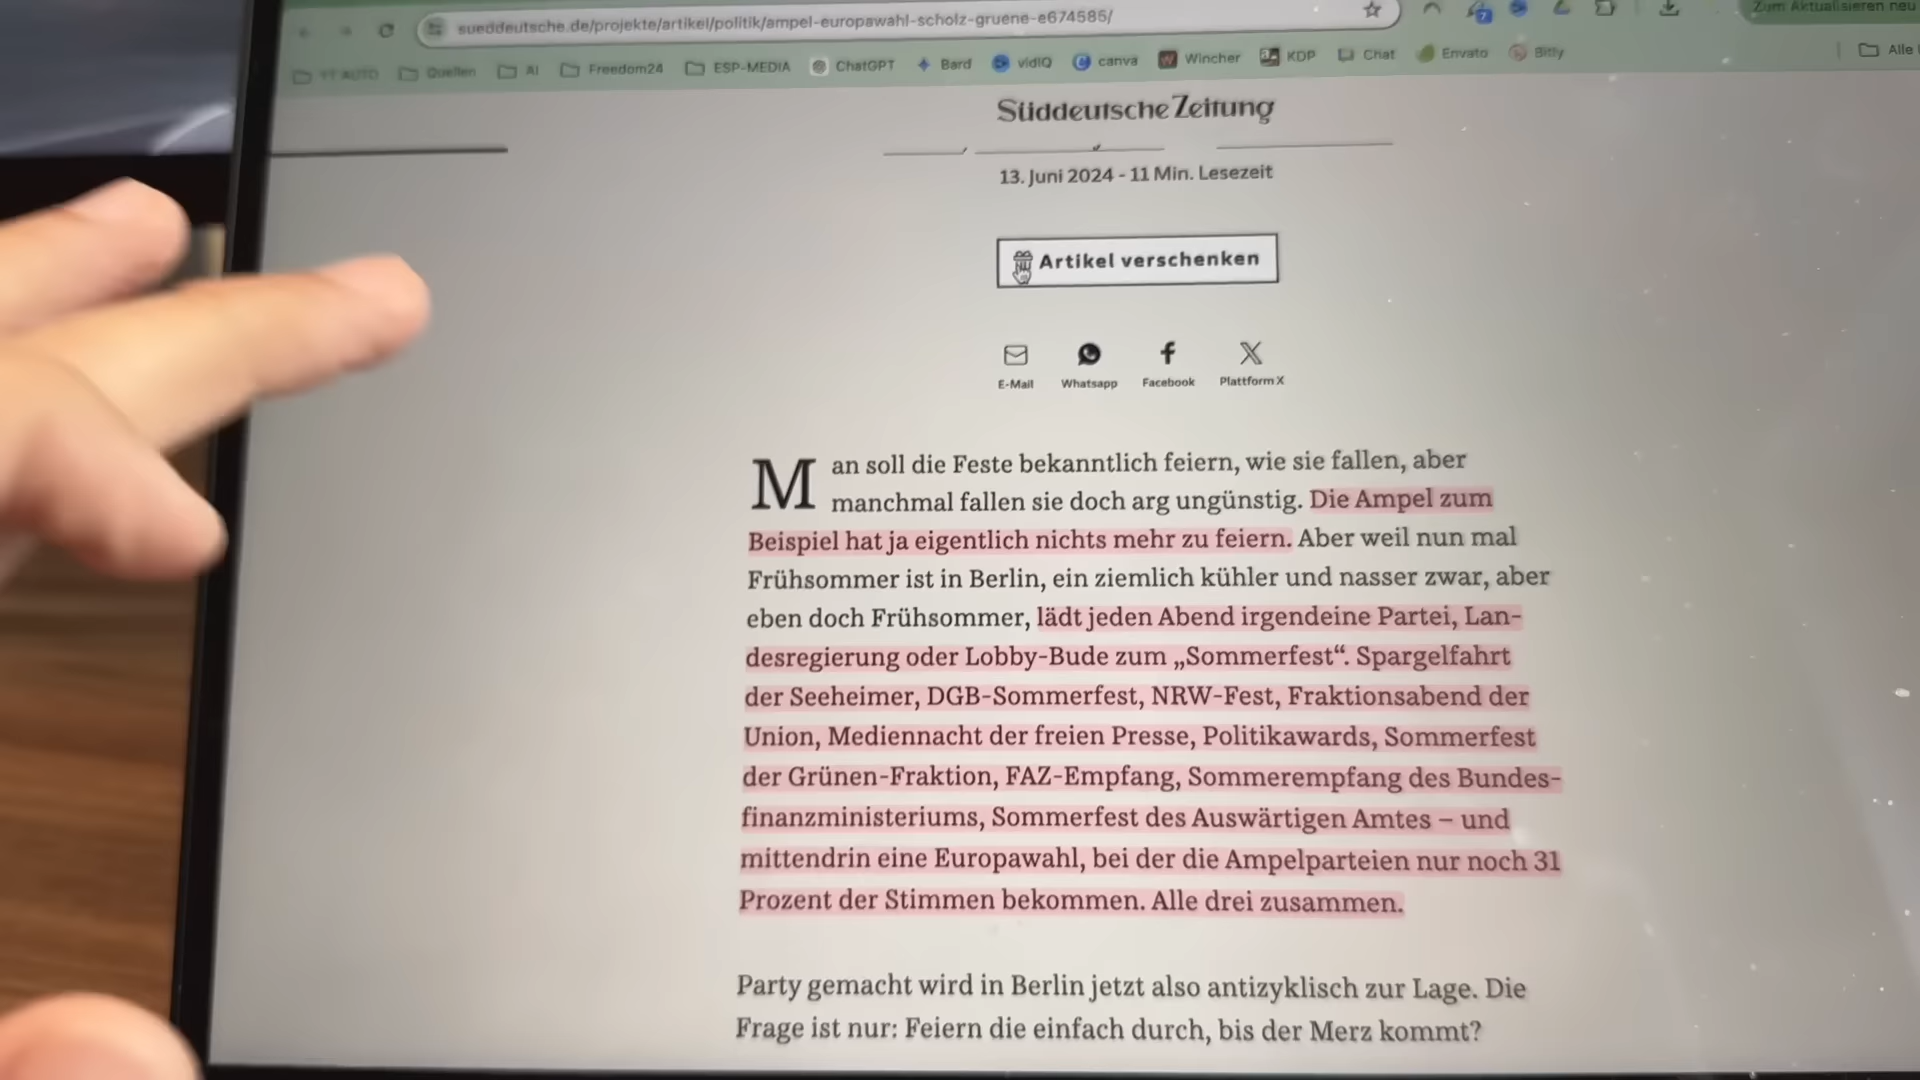 sueddeutsche.de/projekte/artikel/politik/ampel-europawahl-scholz-gruene-e674585/
Zum Aktualisieren neu
YT AUTO Quellen AI Freedom24 ESP-MEDIA ChatGPT Bard vidIQ canva Wincher KDP Chat Envato Bitly Alle
Süddeutsche Zeitung
13. Juni 2024 - 11 Min. Lesezeit
Artikel verschenken
E-Mail Whatsapp Facebook Plattform X
Man soll die Feste bekanntlich feiern, wie sie fallen, aber
manchmal fallen sie doch arg ungünstig. Die Ampel zum
Beispiel hat ja eigentlich nichts mehr zu feiern. Aber weil nun mal
Frühsommer ist in Berlin, ein ziemlich kühler und nasser zwar, aber
eben doch Frühsommer, lädt jeden Abend irgendeine Partei, Lan-
desregierung oder Lobby-Bude zum „Sommerfest“. Spargelfahrt
der Seeheimer, DGB-Sommerfest, NRW-Fest, Fraktionsabend der
Union, Mediennacht der freien Presse, Politikawards, Sommerfest
der Grünen-Fraktion, FAZ-Empfang, Sommerempfang des Bundes-
finanzministeriums, Sommerfest des Auswärtigen Amtes – und
mittendrin eine Europawahl, bei der die Ampelparteien nur noch 31
Prozent der Stimmen bekommen. Alle drei zusammen.
Party gemacht wird in Berlin jetzt also antizyklisch zur Lage. Die
Frage ist nur: Feiern die einfach durch, bis der Merz kommt?